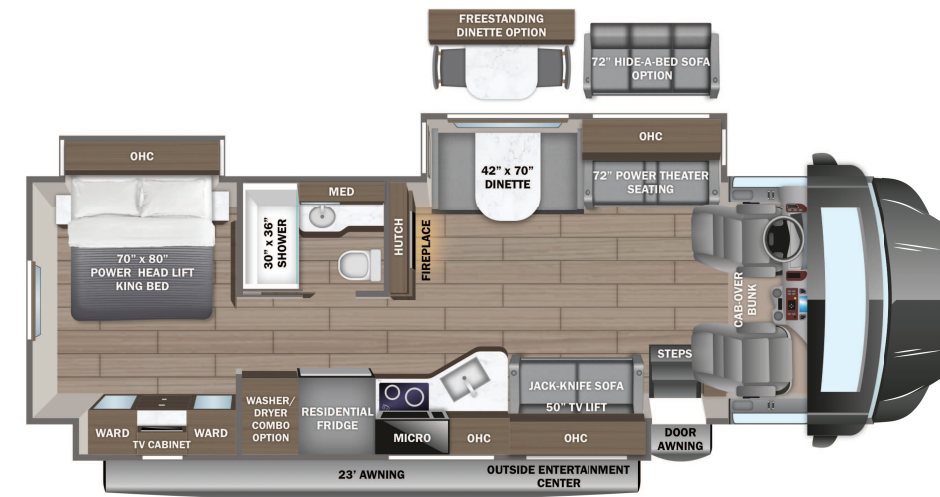 FREESTANDING
DINETTE OPTION
72" HIDE-A-BED SOFA
OPTION
OHC
OHC
42" x 70"
DINETTE
72" POWER THEATER
SEATING
MED
30" x 36"
SHOWER
HUTCH
FIREPLACE
70" x 80"
POWER HEAD LIFT
KING BED
CAB-OVER
BUNK
STEPS
JACK-KNIFE SOFA
50" TV LIFT
WASHER/
DRYER
COMBO
OPTION
RESIDENTIAL
FRIDGE
WARD
TV CABINET
WARD
MICRO
OHC
OHC
DOOR
AWNING
23' AWNING
OUTSIDE ENTERTAINMENT
CENTER